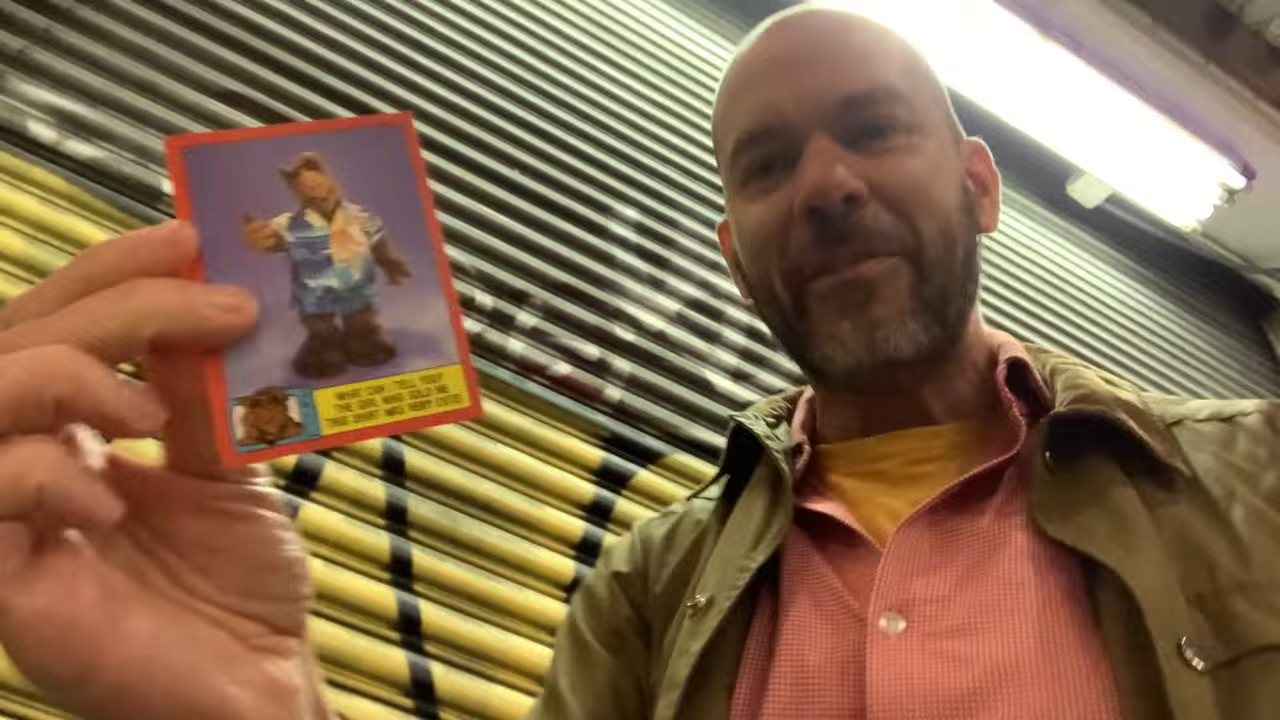 WHAT CAN I TELL YOU?
THE GIRL WHO SOLD ME
THE SHIRT WAS VERY CUTE!